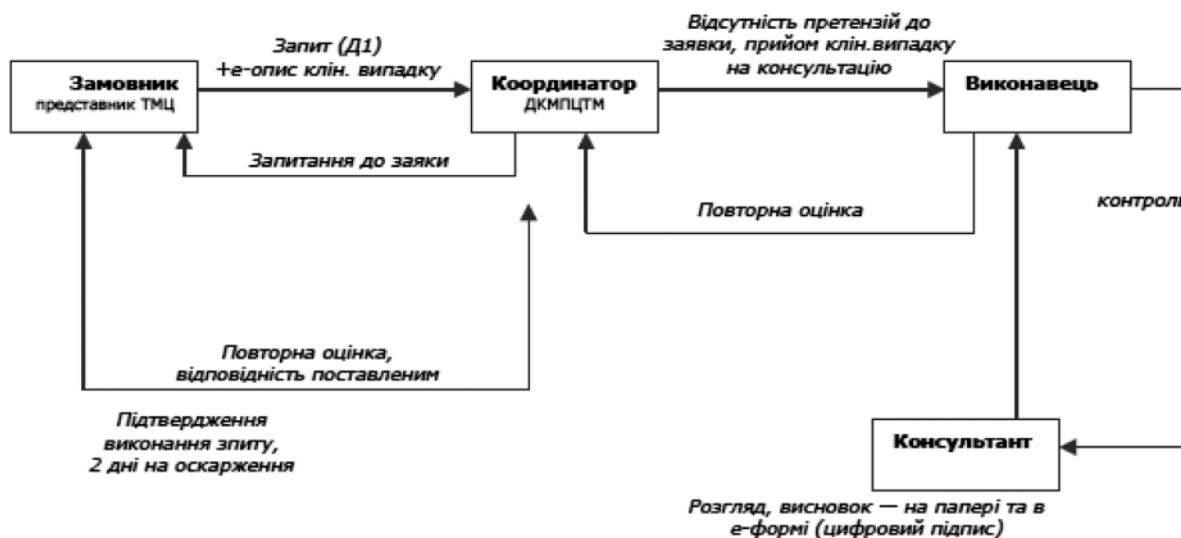 Запит (Д1)
+е-опис клін. випадку
Відсутність претензій до
заявки, прийом клін.випадку
на консультацію
Замовник
представник ТМЦ
Координатор
ДКМПЦТМ
Виконавець
Запитання до заяки
Повторна оцінка
контроль
Повторна оцінка,
відповідність поставленим
Підтвердження
виконання зпиту,
2 дні на оскарження
Консультант
Розгляд, висновок — на папері та в
е-формі (цифровий підпис)